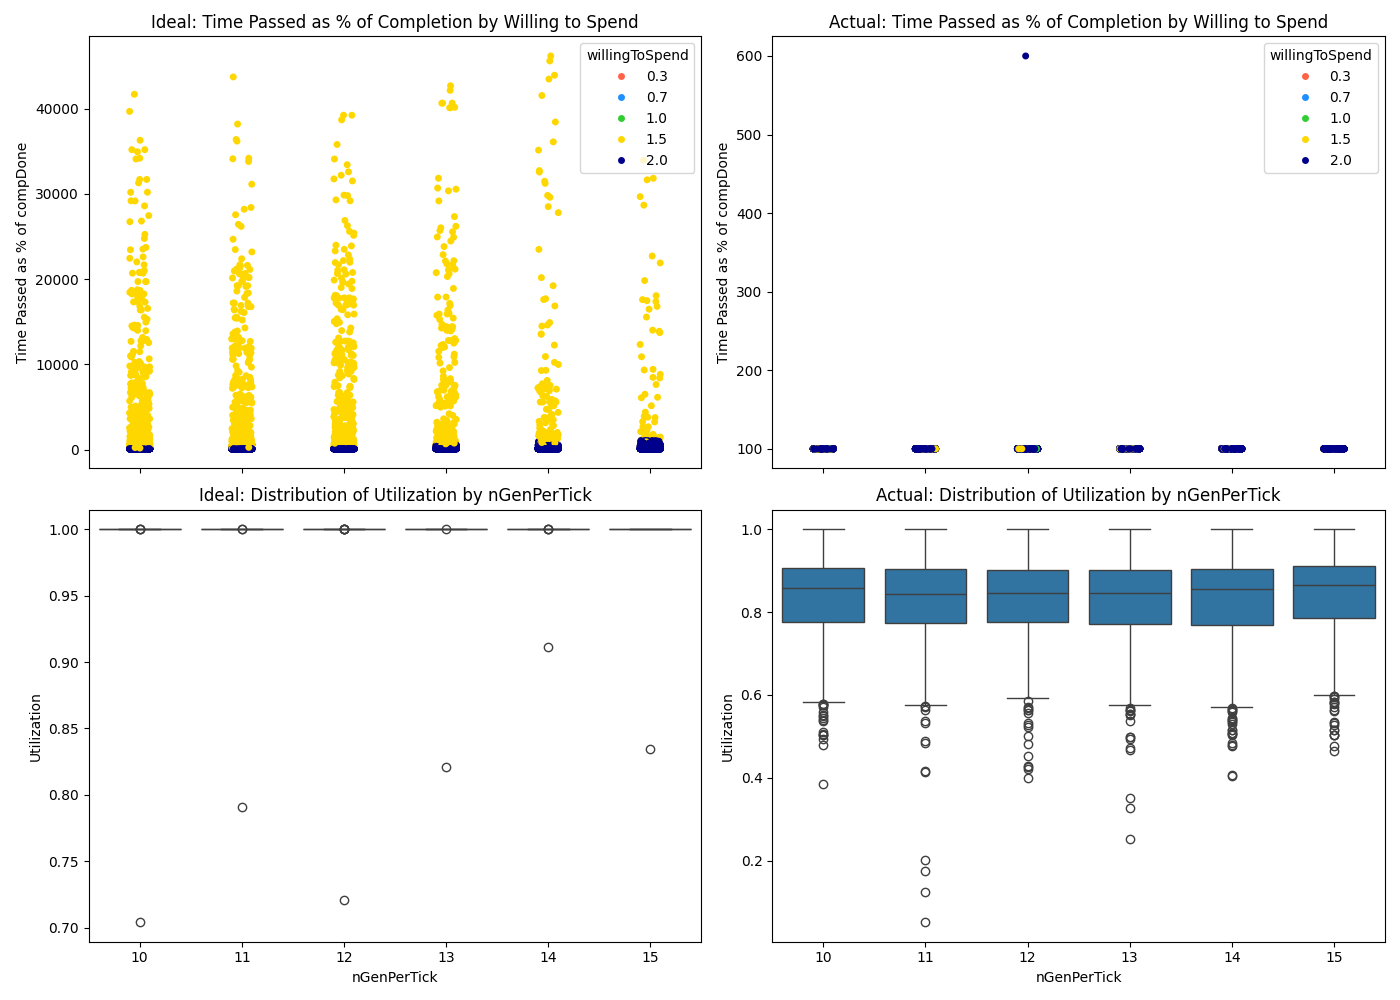 Ideal: Time Passed as % of Completion by Willing to Spend
Time Passed as % of compDone
40000
30000
20000
10000
0
willingToSpend
0.3
0.7
1.0
1.5
2.0
Actual: Time Passed as % of Completion by Willing to Spend
Time Passed as % of compDone
600
500
400
300
200
100
willingToSpend
0.3
0.7
1.0
1.5
2.0
Ideal: Distribution of Utilization by nGenPerTick
Utilization
1.00
0.95
0.90
0.85
0.80
0.75
0.70
10 11 12 13 14 15
nGenPerTick
Actual: Distribution of Utilization by nGenPerTick
Utilization
1.0
0.8
0.6
0.4
0.2
10 11 12 13 14 15
nGenPerTick